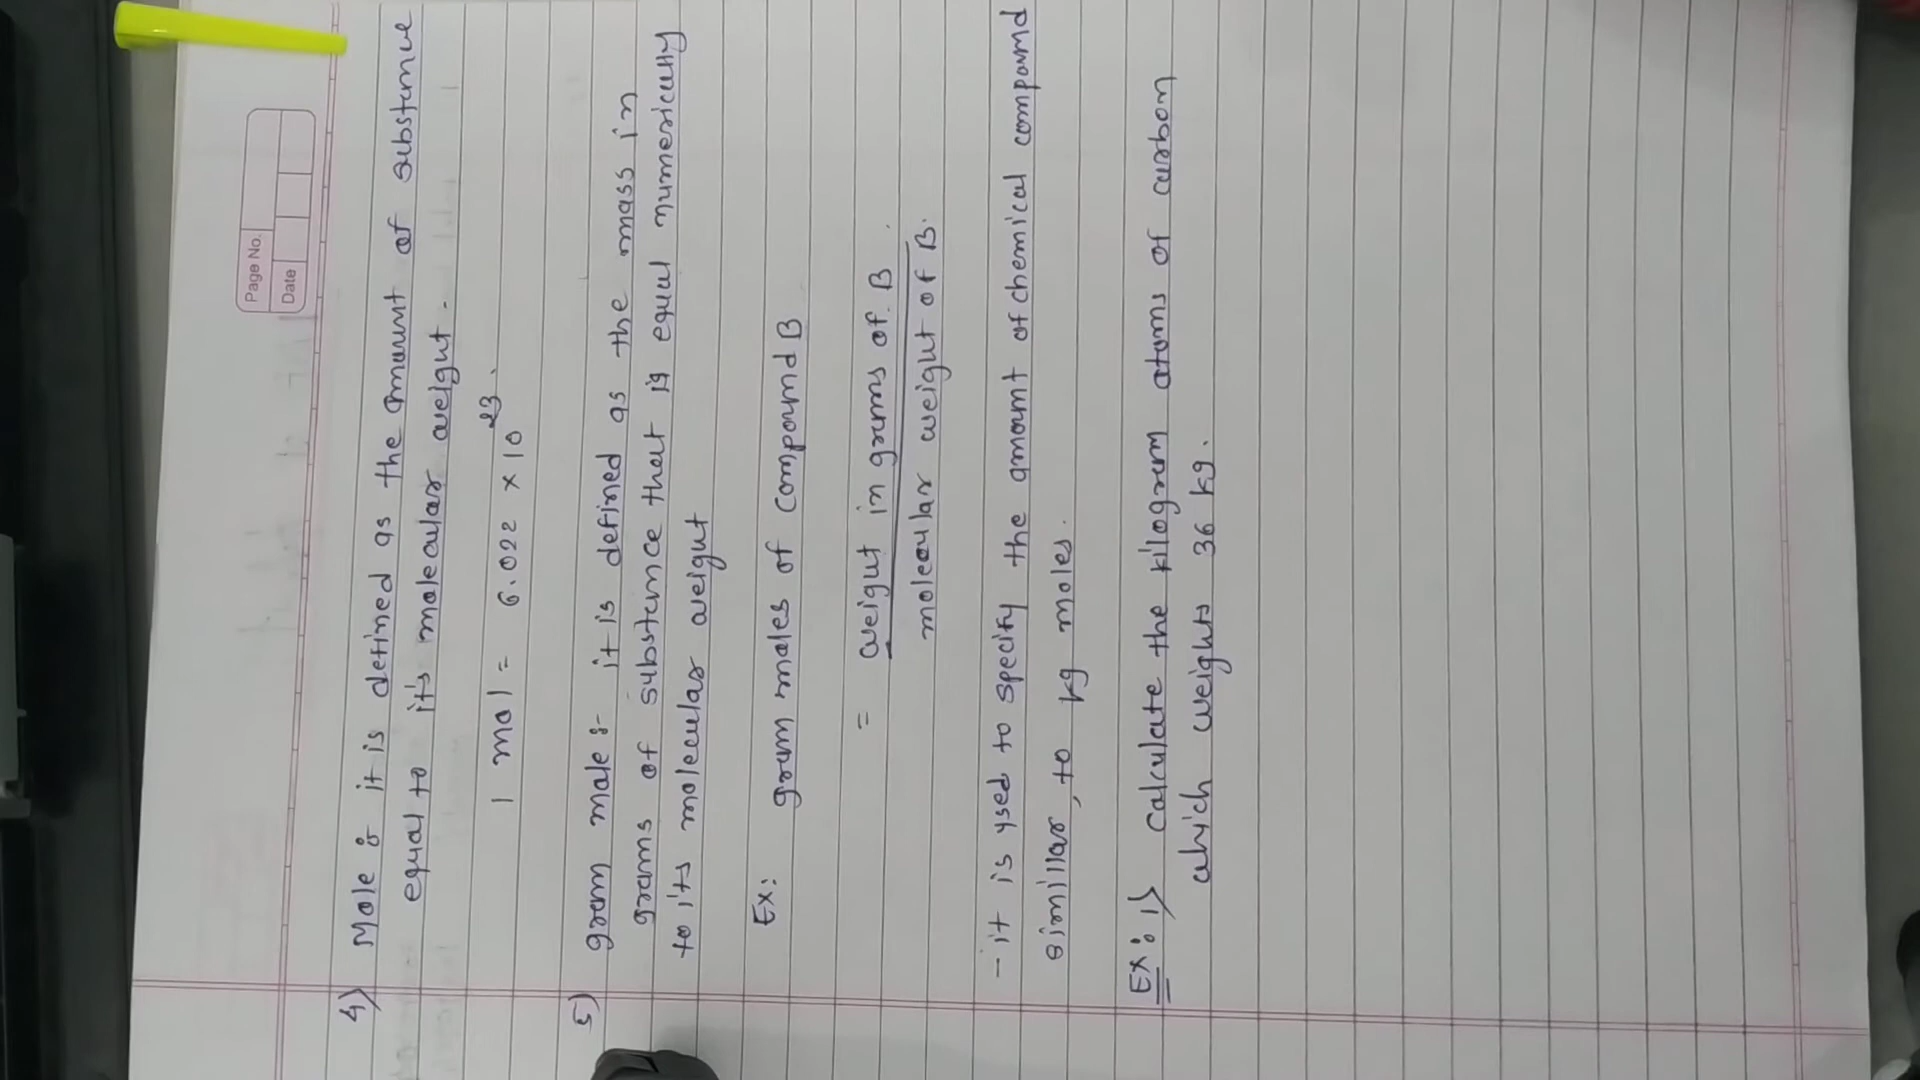 Page No.
Date
4) Mole : it is defined as the amount of substance
equal to it's molecular weight.
1 mol = 6.022 × 10²³.
5) gram mole :- it is defined as the mass in
grams of substance that is equal numerically
to it's molecular weight
Ex: gram moles of compound B
= weight in grams of B.
molecular weight of B.
- it is used to specify the amount of chemical compound
similar, to kg moles.
Ex: 1) Calculate the kilogram atoms of carbon
which weights 36 kg.